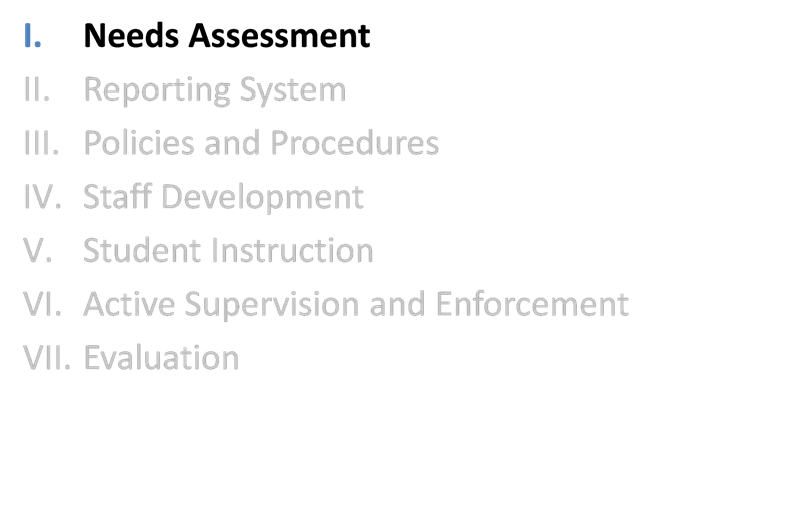 I. Needs Assessment
II. Reporting System
III. Policies and Procedures
IV. Staff Development
V. Student Instruction
VI. Active Supervision and Enforcement
VII. Evaluation